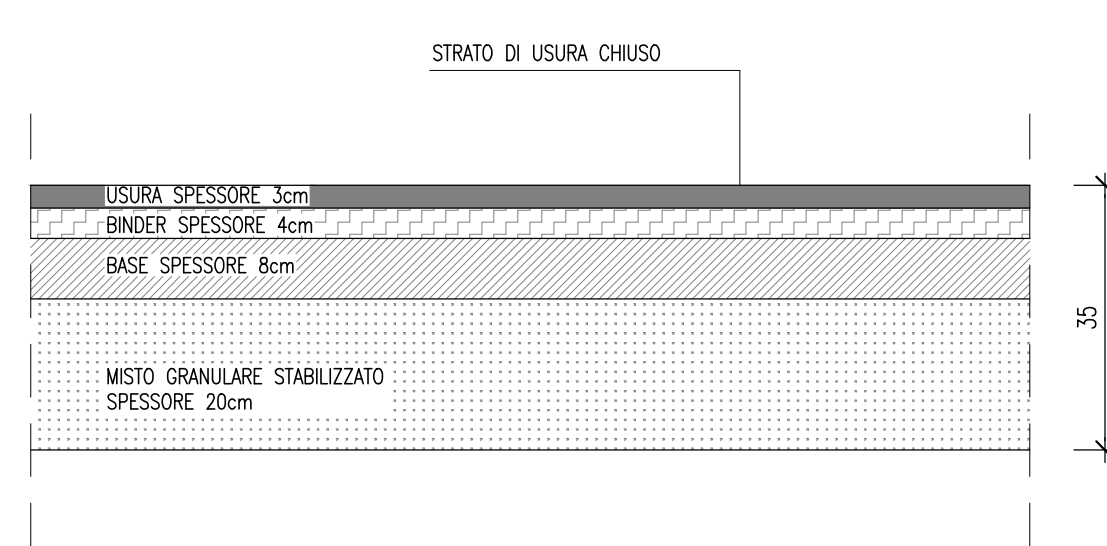 STRATO DI USURA CHIUSO
USURA SPESSORE 3cm
BINDER SPESSORE 4cm
BASE SPESSORE 8cm
35
MISTO GRANULARE STABILIZZATO
SPESSORE 20cm